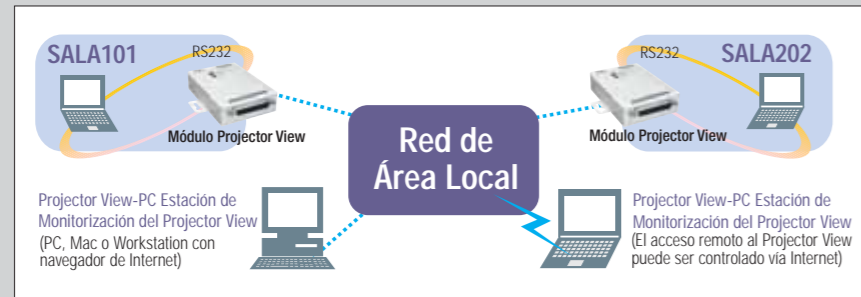 SALA101
RS232
Módulo Projector View
RS232
SALA202
Módulo Projector View
Red de
Área Local
Projector View-PC Estación de
Monitorización del Projector View
(PC, Mac o Workstation con
navegador de Internet)
Projector View-PC Estación de
Monitorización del Projector View
(El acceso remoto al Projector View
puede ser controlado vía Internet)